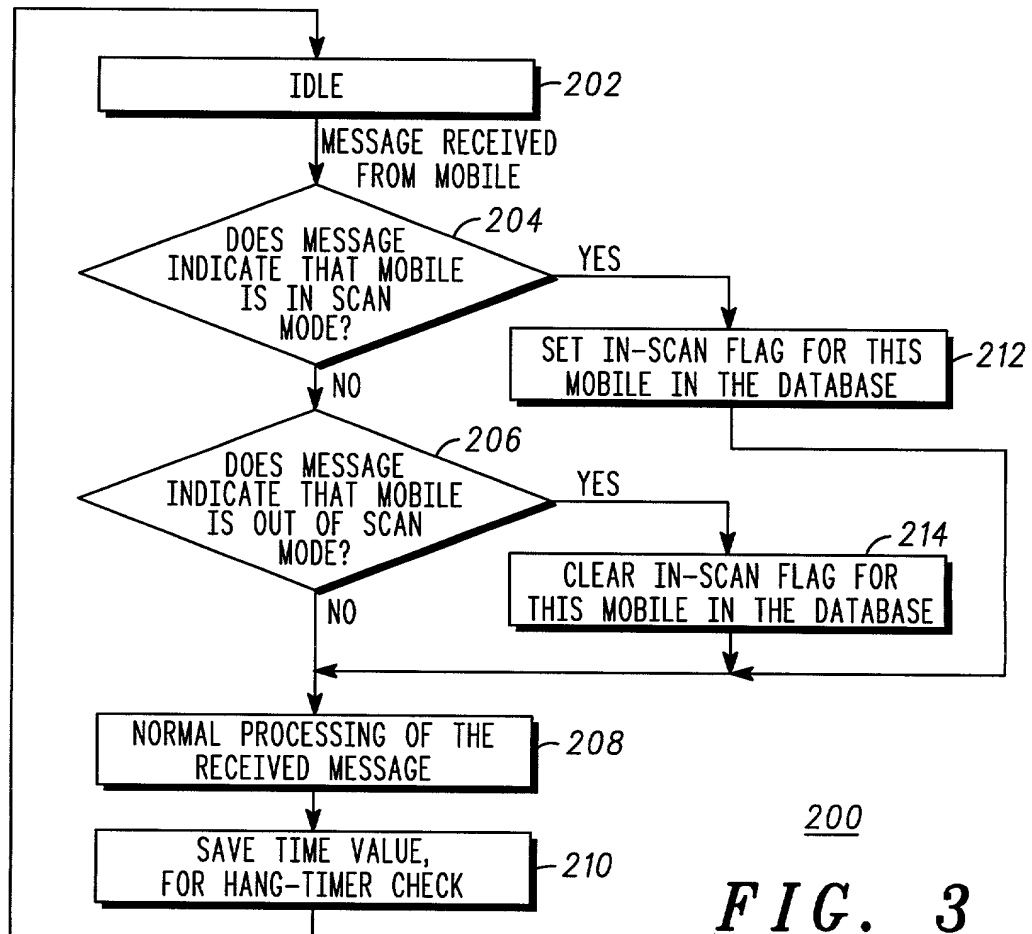 IDLE
202
MESSAGE RECEIVED
FROM MOBILE
204
DOES MESSAGE
INDICATE THAT MOBILE
IS IN SCAN
MODE?
YES
SET IN-SCAN FLAG FOR THIS
MOBILE IN THE DATABASE
212
NO
206
DOES MESSAGE
INDICATE THAT MOBILE
IS OUT OF SCAN
MODE?
YES
214
CLEAR IN-SCAN FLAG FOR
THIS MOBILE IN THE DATABASE
NO
NORMAL PROCESSING OF THE
RECEIVED MESSAGE
208
SAVE TIME VALUE,
FOR HANG-TIMER CHECK
210
200
FIG. 3